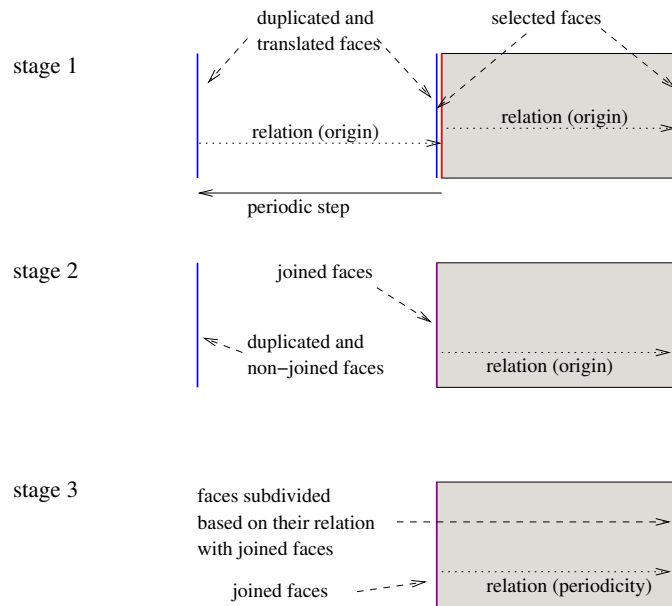 duplicated and
translated faces
selected faces
stage 1
relation (origin)
relation (origin)
periodic step
stage 2
joined faces
duplicated and
non−joined faces
relation (origin)
stage 3
faces subdivided
based on their relation
with joined faces
joined faces
relation (periodicity)